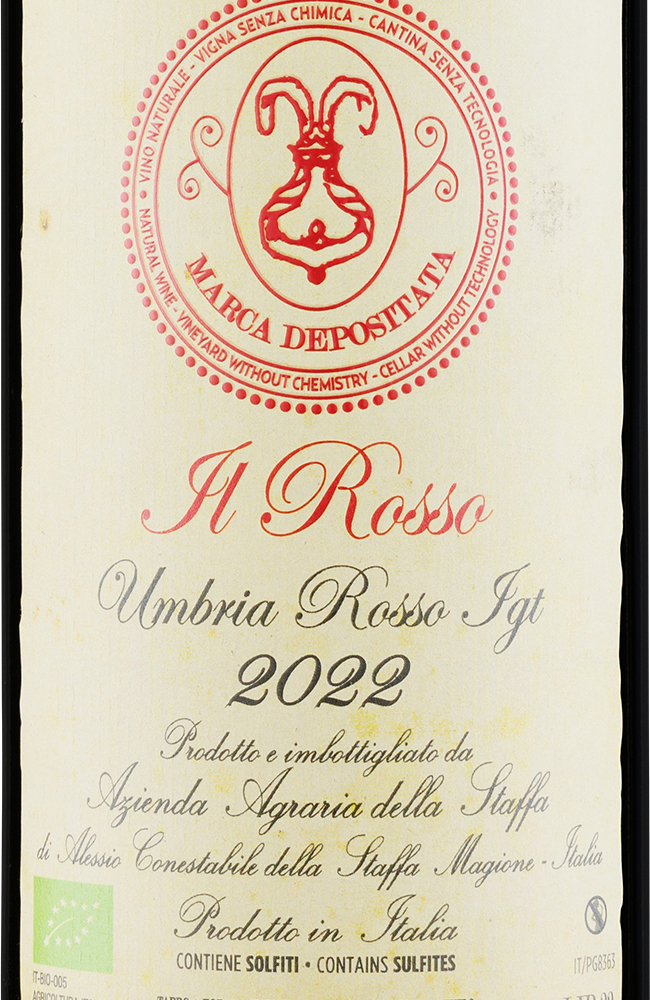 VINO NATURALE - VIGNA SENZA CHIMICA - CANTINA SENZA TECNOLOGIA
NATURAL WINE - VINEYARD WITHOUT CHEMISTRY - CELLAR WITHOUT TECHNOLOGY
MARCA DEPOSITATA
Il Rosso
Umbria Rosso Igt
2022
Prodotto e imbottigliato da
Azienda Agraria della Staffa
di Alessio Conestabile della Staffa Magione - Italia
Prodotto in Italia
CONTIENE SOLFITI • CONTAINS SULFITES
IT/PG8363
IT-BIO-005